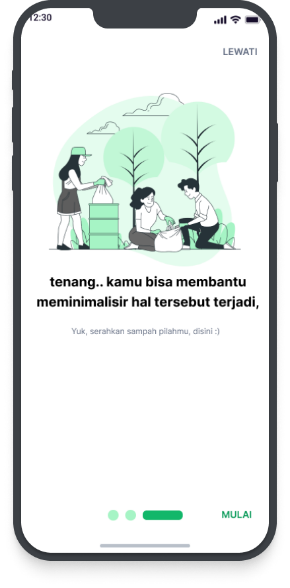 12:30
LEWATI
tenang.. kamu bisa membantu
meminimalisir hal tersebut terjadi,
Yuk, serahkan sampah pilahmu, disini :)
MULAI